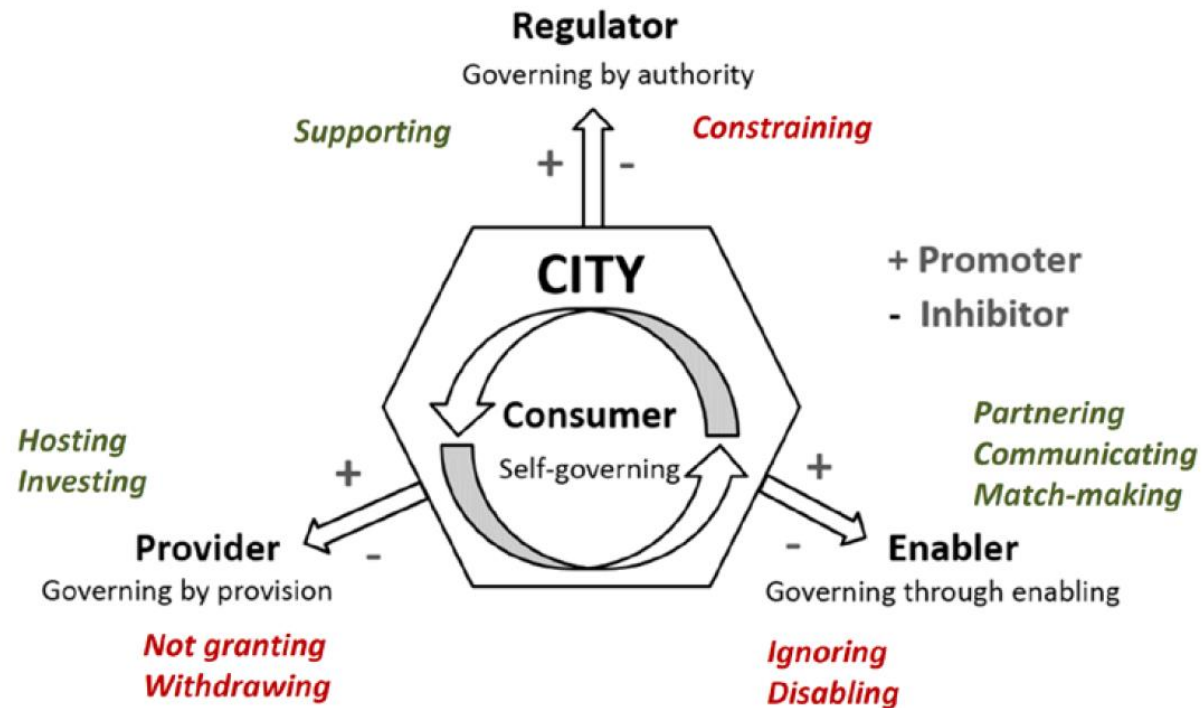 Regulator
Governing by authority
Supporting
Constraining
+ -
CITY
+ Promoter
- Inhibitor
Consumer
Self-governing
Hosting
Investing
+
-
Provider
Governing by provision
Not granting
Withdrawing
Partnering
Communicating
Match-making
+
-
Enabler
Governing through enabling
Ignoring
Disabling